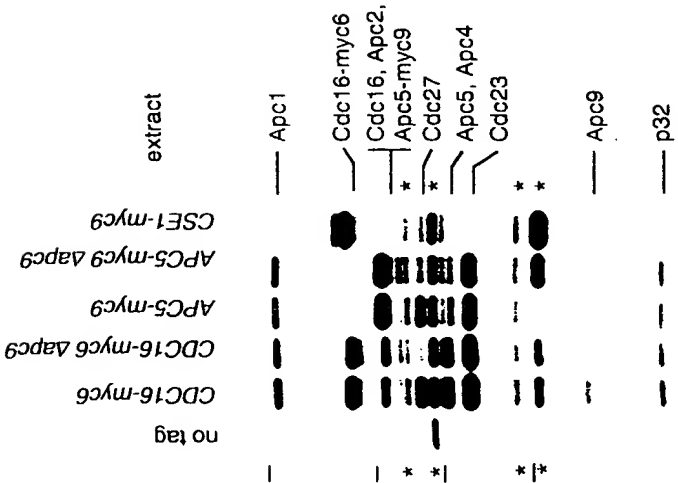 extract
no tag
CDC16-myc6
CDC16-myc6 Δapc9
APC5-myc9
APC5-myc9 Δapc9
CSE1-myc9
Apc1
Cdc16-myc6
Cdc16, Apc2,
Apc5-myc9
* Cdc27
*
Apc5, Apc4
Cdc23
*
*
Apc9
p32
*
*
*
*